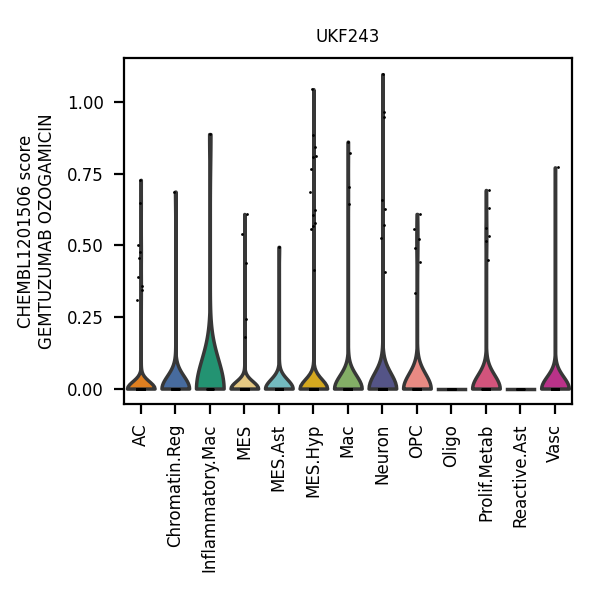 UKF243
CHEMBL1201506 score
GEMTUZUMAB OZOGAMICIN
1.00
0.75
0.50
0.25
0.00
AC
Chromatin.Reg
Inflammatory.Mac
MES
MES.Ast
MES.Hyp
Mac
Neuron
OPC
Oligo
Prolif.Metab
Reactive.Ast
Vasc